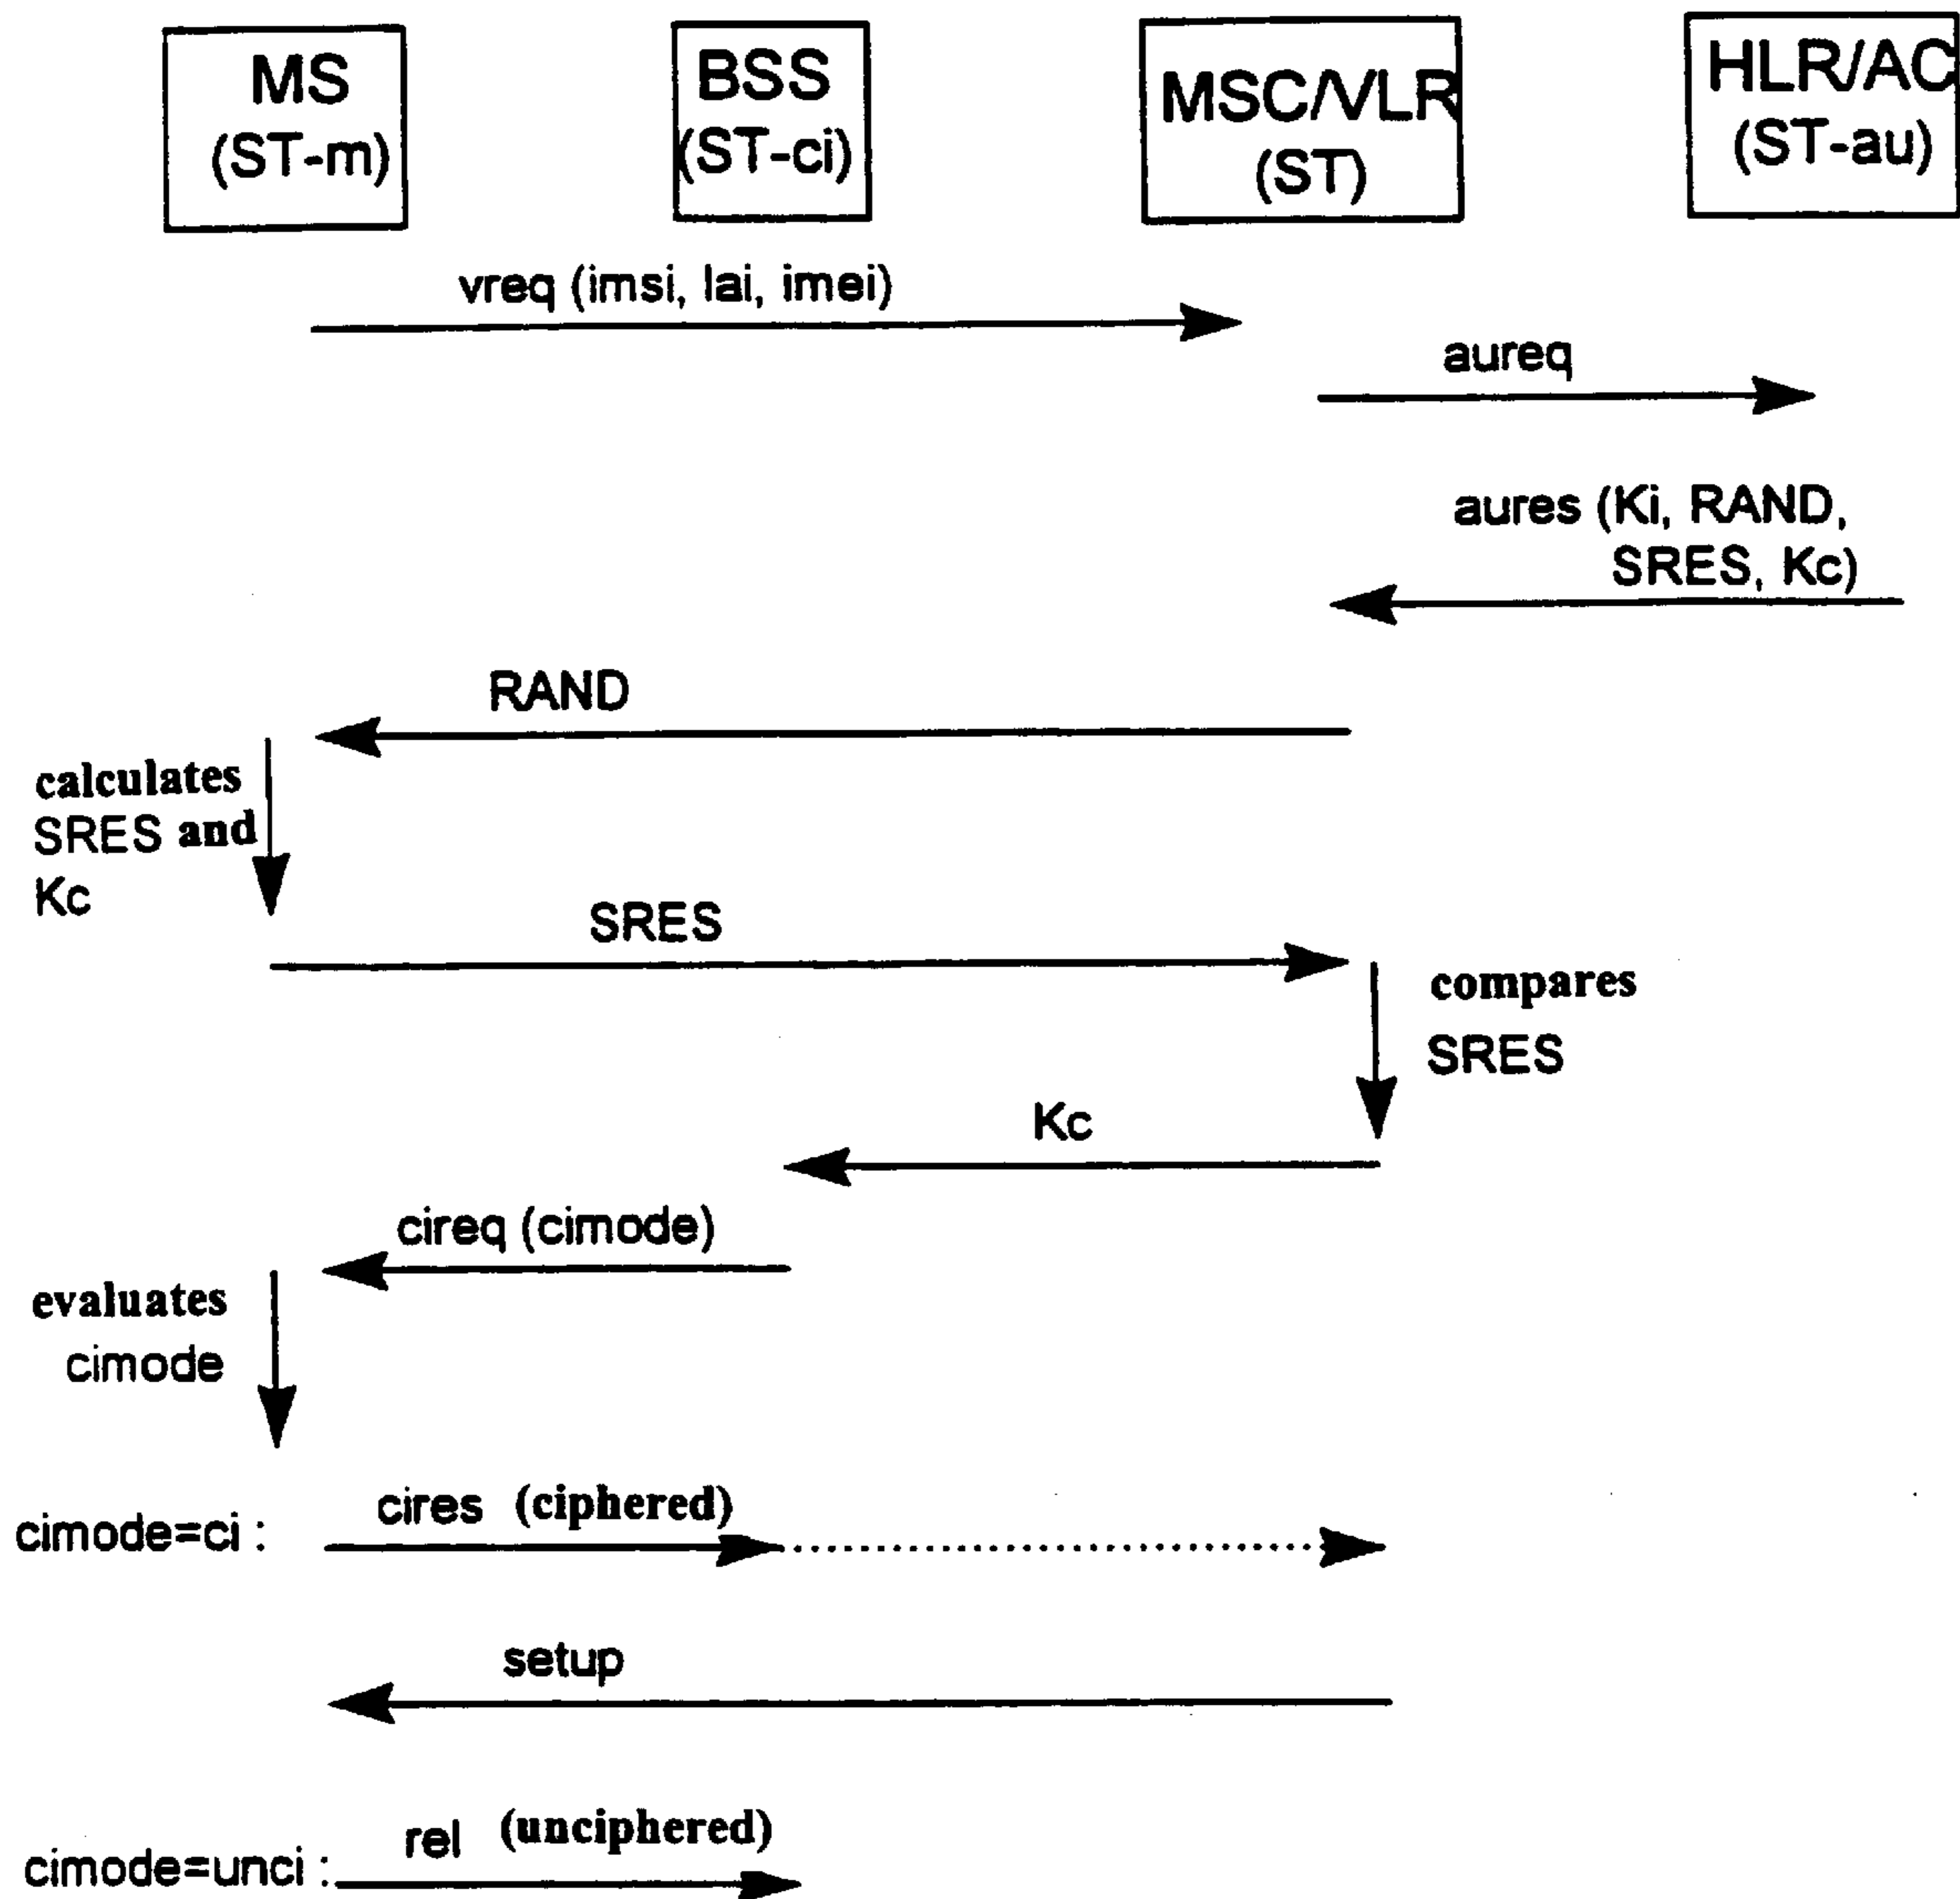 MS
(ST-m)
BSS
(ST-ci)
MSC/VLR
(ST)
HLR/AC
(ST-au)
vreq (imsi, lai, imei)
aureq
aures (Ki, RAND,
SRES, Kc)
RAND
calculates
SRES and
Kc
SRES
compares
SRES
Kc
cireq (cimode)
evaluates
cimode
cimode=ci :
cires (ciphered)
setup
cimode=unci :
rel (unciphered)